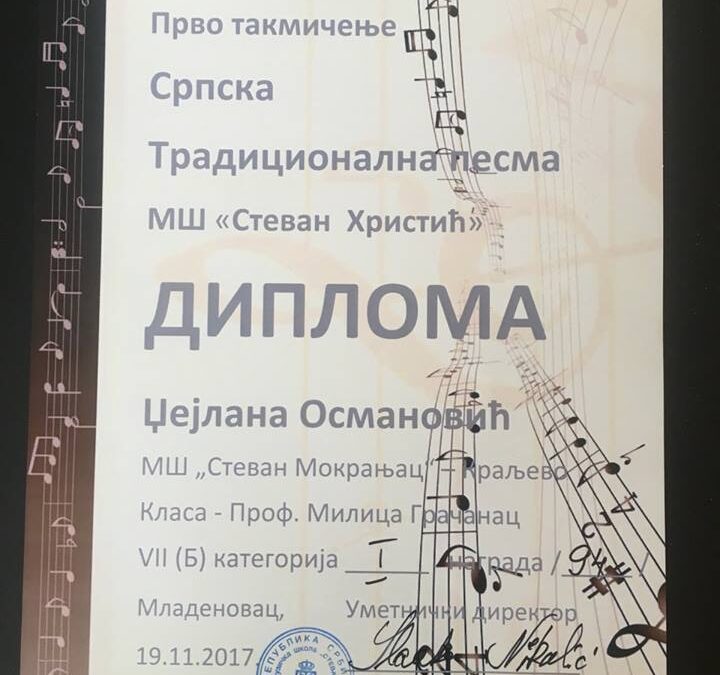 Прво такмичење
Српска
Традиционална песма
МШ «Стеван Христић»
ДИПЛОМА
Џејлана Османовић
МШ „Стеван Мокрањац“ – Краљево
Класа - Проф. Милица Грачанац
VII (Б) категорија I награда /94
Младеновац, Уметнички директор
19.11.2017